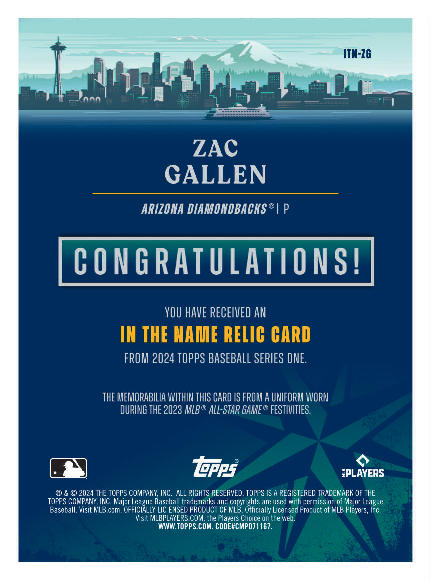 ITN-ZG
ZAC
GALLEN
ARIZONA DIAMONDBACKS® | P
CONGRATULATIONS!
YOU HAVE RECEIVED AN
IN THE NAME RELIC CARD
FROM 2024 TOPPS BASEBALL SERIES ONE.
THE MEMORABILIA WITHIN THIS CARD IS FROM A UNIFORM WORN
DURING THE 2023 MLB® ALL-STAR GAME® FESTIVITIES.
Topps®
MLB PLAYERS
® & © 2024 THE TOPPS COMPANY, INC. ALL RIGHTS RESERVED. TOPPS IS A REGISTERED TRADEMARK OF THE
TOPPS COMPANY, INC. Major League Baseball trademarks and copyrights are used with permission of Major League
Baseball. Visit MLB.com. OFFICIALLY LICENSED PRODUCT OF MLB. Officially Licensed Product of MLB Players, Inc.
Visit MLBPLAYERS.COM, the Players Choice on the web.
WWW.TOPPS.COM. CODE#CMP071167.